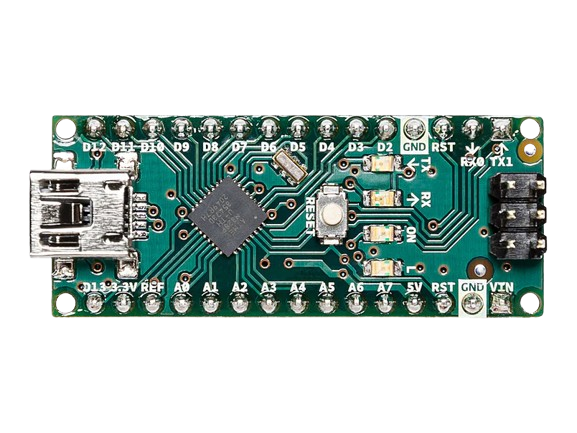 D12 D11 D10 D9 D8 D7 D6 D5 D4 D3 D2 GND RST RX0 TX1
TX
RX
RESET
ON
L
D13 3.3V REF A0 A1 A2 A3 A4 A5 A6 A7 5V RST GND VIN